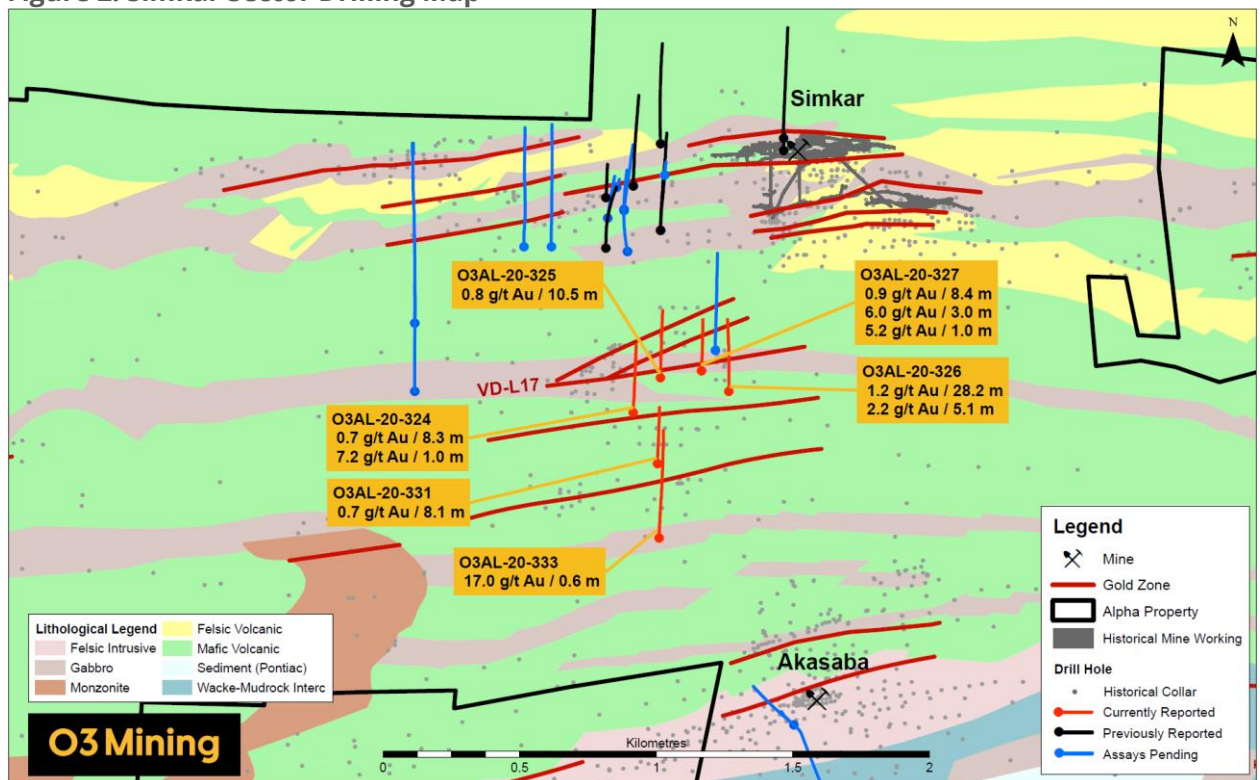 Figure 2: Simkar Sector Drilling Map
N
Simkar
O3AL-20-325
0.8 g/t Au / 10.5 m
O3AL-20-327
0.9 g/t Au / 8.4 m
6.0 g/t Au / 3.0 m
5.2 g/t Au / 1.0 m
VD-L17
O3AL-20-326
1.2 g/t Au / 28.2 m
2.2 g/t Au / 5.1 m
O3AL-20-324
0.7 g/t Au / 8.3 m
7.2 g/t Au / 1.0 m
O3AL-20-331
0.7 g/t Au / 8.1 m
O3AL-20-333
17.0 g/t Au / 0.6 m
Akasaba
Legend
Mine
Gold Zone
Alpha Property
Historical Mine Working
Drill Hole
Historical Collar
Currently Reported
Previously Reported
Assays Pending
Lithological Legend
Felsic Intrusive
Gabbro
Monzonite
Felsic Volcanic
Mafic Volcanic
Sediment (Pontiac)
Wacke-Mudrock Interc
O3 Mining
Kilometres
0 0.5 1 1.5 2